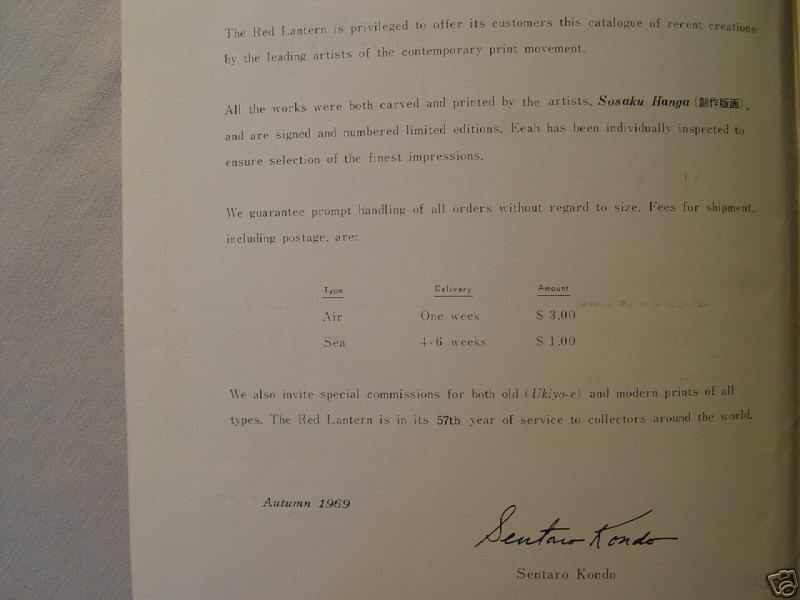 The Red Lantern is privileged to offer its customers this catalogue of recent creations
by the leading artists of the contemporary print movement.
All the works were both carved and printed by the artists, Sosaku Hanga (創作版画),
and are signed and numbered limited editions. Eeah has been individually inspected to
ensure selection of the finest impressions.
We guarantee prompt handling of all orders without regard to size. Fees for shipment,
including postage, are:
Type Delivery Amount
Air One week $ 3.00
Sea 4-6 weeks $ 1.00
We also invite special commissions for both old (Ukiyo-e) and modern prints of all
types. The Red Lantern is in its 57th year of service to collectors around the world.
Autumn 1969
Sentaro Kondo
Sentaro Kondo